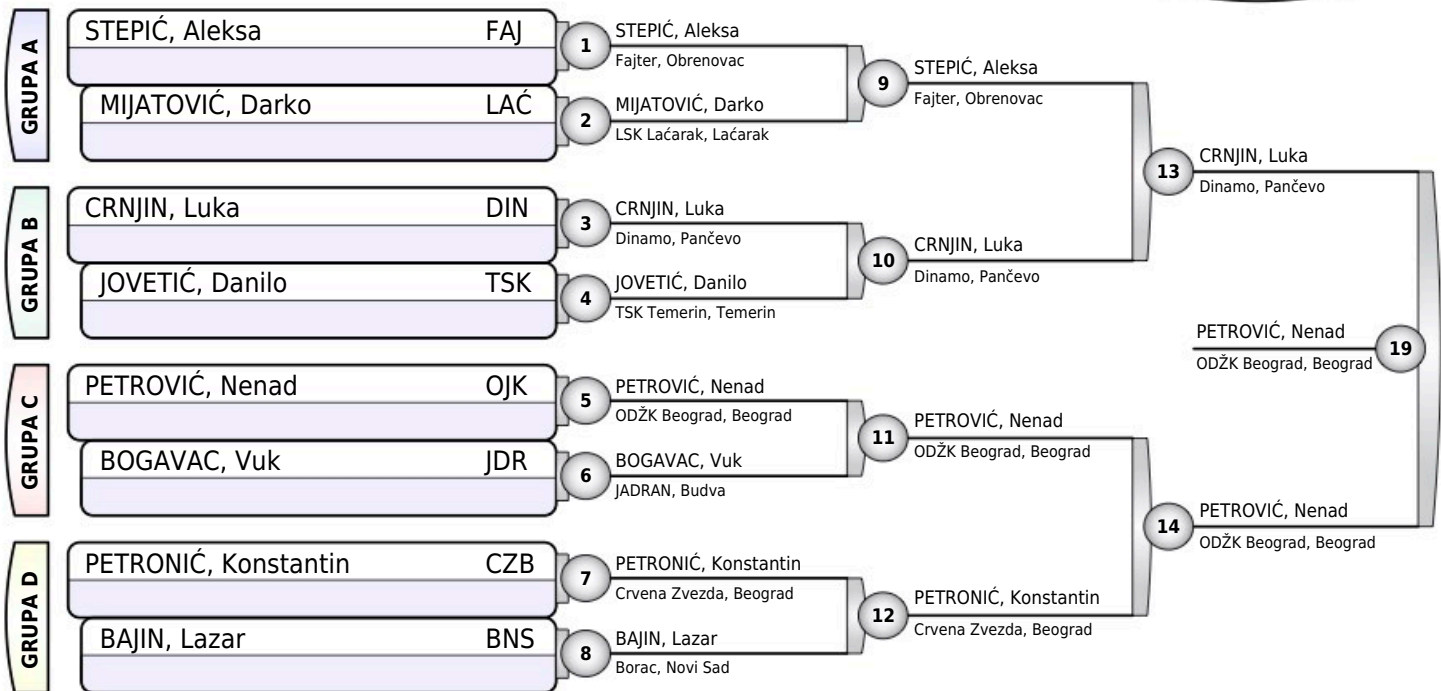 GRUPA A
STEPIĆ, Aleksa FAJ
MIJATOVIĆ, Darko LAĆ
GRUPA B
CRNJIN, Luka DIN
JOVETIĆ, Danilo TSK
GRUPA C
PETROVIĆ, Nenad OJK
BOGAVAC, Vuk JDR
GRUPA D
PETRONIĆ, Konstantin CZB
BAJIN, Lazar BNS
1
STEPIĆ, Aleksa
Fajter, Obrenovac
2
MIJATOVIĆ, Darko
LSK Laćarak, Laćarak
3
CRNJIN, Luka
Dinamo, Pančevo
4
JOVETIĆ, Danilo
TSK Temerin, Temerin
5
PETROVIĆ, Nenad
ODŽK Beograd, Beograd
6
BOGAVAC, Vuk
JADRAN, Budva
7
PETRONIĆ, Konstantin
Crvena Zvezda, Beograd
8
BAJIN, Lazar
Borac, Novi Sad
9
STEPIĆ, Aleksa
Fajter, Obrenovac
10
CRNJIN, Luka
Dinamo, Pančevo
11
PETROVIĆ, Nenad
ODŽK Beograd, Beograd
12
PETRONIĆ, Konstantin
Crvena Zvezda, Beograd
13
CRNJIN, Luka
Dinamo, Pančevo
14
PETROVIĆ, Nenad
ODŽK Beograd, Beograd
PETROVIĆ, Nenad
ODŽK Beograd, Beograd
19